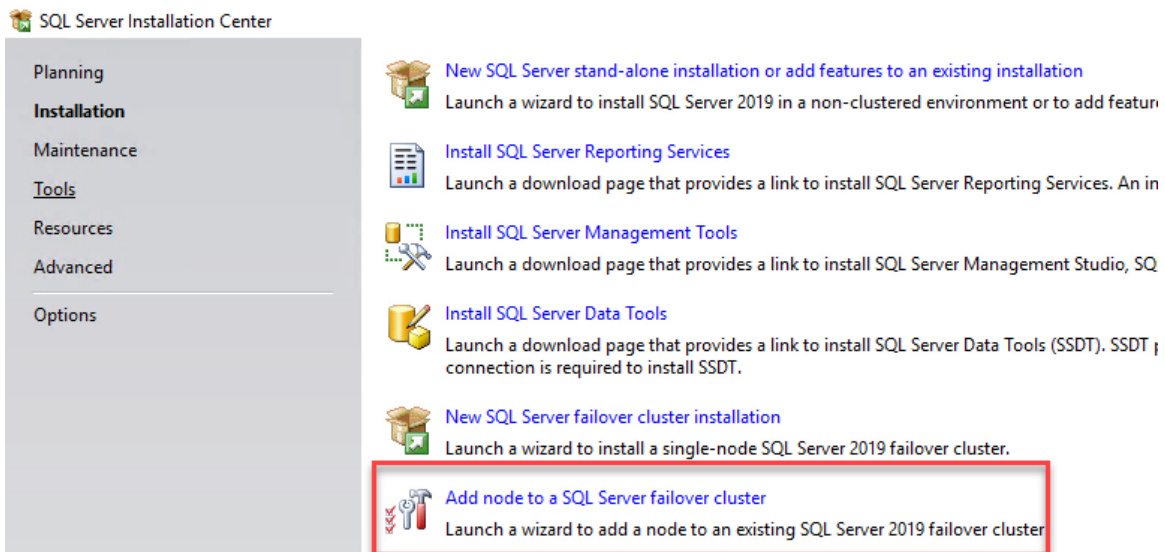 SQL Server Installation Center
Planning
Installation
Maintenance
Tools
Resources
Advanced
Options
New SQL Server stand-alone installation or add features to an existing installation
Launch a wizard to install SQL Server 2019 in a non-clustered environment or to add
Install SQL Server Reporting Services
Launch a download page that provides a link to install SQL Server Reporting Services. An
Install SQL Server Management Tools
Launch a download page that provides a link to install SQL Server Management Studio,
Install SQL Server Data Tools
Launch a download page that provides a link to install SQL Server Data Tools (SSDT). SSDT
connection is required to install SSDT.
New SQL Server failover cluster installation
Launch a wizard to install a single-node SQL Server 2019 failover cluster.
Add node to a SQL Server failover cluster
Launch a wizard to add a node to an existing SQL Server 2019 failover cluster